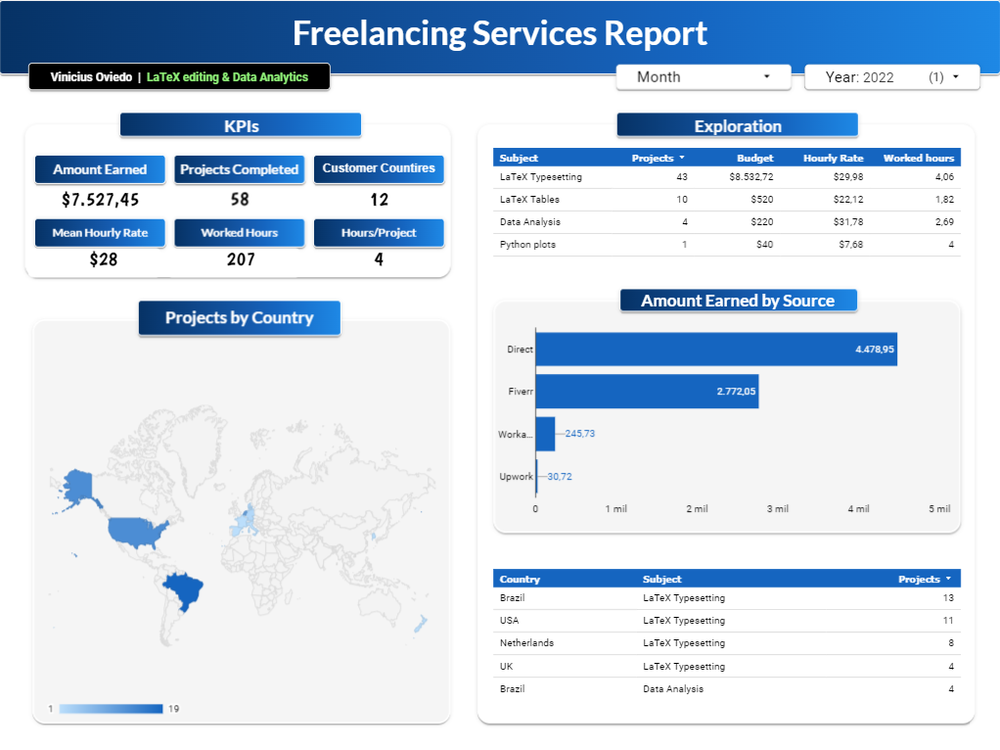 Freelancing Services Report
Vinicius Oviedo | LaTeX editing & Data Analytics
Month
Year: 2022 (1)
KPIs
Amount Earned Projects Completed Customer Countires
$7.527,45 58 12
Mean Hourly Rate Worked Hours Hours/Project
$28 207 4
Projects by Country
1 19
Exploration
Subject Projects Budget Hourly Rate Worked hours
LaTeX Typesetting 43 $8.532,72 $29,98 4,06
LaTeX Tables 10 $520 $22,12 1,82
Data Analysis 4 $220 $31,78 2,69
Python plots 1 $40 $7,68 4
Amount Earned by Source
Direct 4.478,95
Fiverr 2.772,05
Worka... 245,73
Upwork 30,72
0 1 mil 2 mil 3 mil 4 mil 5 mil
Country Subject Projects
Brazil LaTeX Typesetting 13
USA LaTeX Typesetting 11
Netherlands LaTeX Typesetting 8
UK LaTeX Typesetting 4
Brazil Data Analysis 4